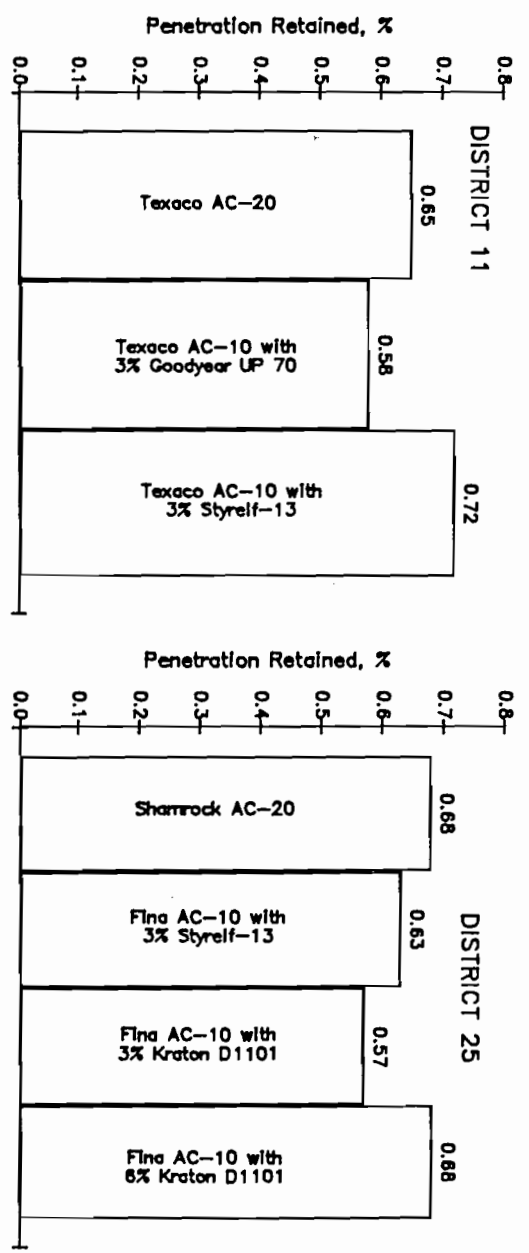 DISTRICT 11
Penetration Retained, %
0.8
0.7
0.6
0.5
0.4
0.3
0.2
0.1
0.0
0.65
Texaco AC-20
0.58
Texaco AC-10 with
3% Goodyear UP 70
0.72
Texaco AC-10 with
3% Styrelf-13
DISTRICT 25
Penetration Retained, %
0.8
0.7
0.6
0.5
0.4
0.3
0.2
0.1
0.0
0.68
Shamrock AC-20
0.63
Fina AC-10 with
3% Styrelf-13
0.57
Fina AC-10 with
3% Kraton D1101
0.68
Fina AC-10 with
6% Kraton D1101